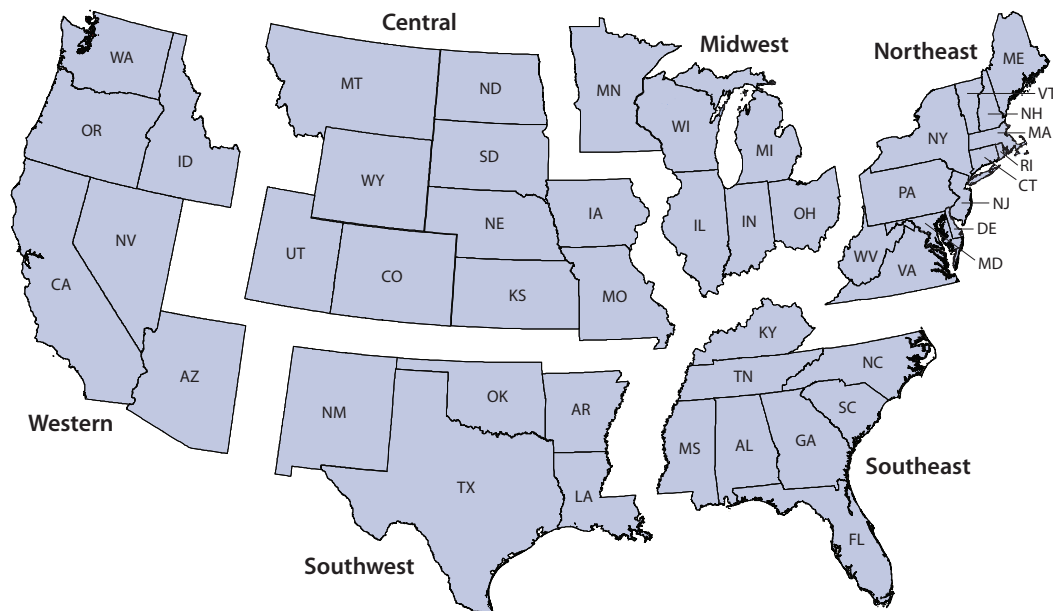 Central
Midwest
Northeast
WA
MT
ND
MN
ME
VT
OR
ID
SD
WI
MI
NY
NH
MA
RI
CT
WY
NE
IA
IL
IN
OH
PA
NJ
DE
MD
NV
UT
CO
KS
MO
WV
VA
CA
AZ
KY
TN
NC
SC
Western
NM
OK
AR
MS
AL
GA
Southeast
TX
LA
FL
Southwest